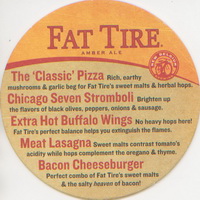 FAT TIRE
AMBER ALE
The 'Classic' Pizza Rich, earthy
mushrooms & garlic beg for Fat Tire's sweet malts & herbal hops.
Chicago Seven Stromboli Brighten up
the flavors of black olives, peppers, onions & sausage.
Extra Hot Buffalo Wings No heavy hops here!
Fat Tire's perfect balance helps you extinguish the flames.
Meat Lasagna Sweet malts contrast tomato's
acidity while hops complement the oregano & thyme.
Bacon Cheeseburger
Perfect combo of Fat Tire's sweet malts &
the salty heaven of bacon!